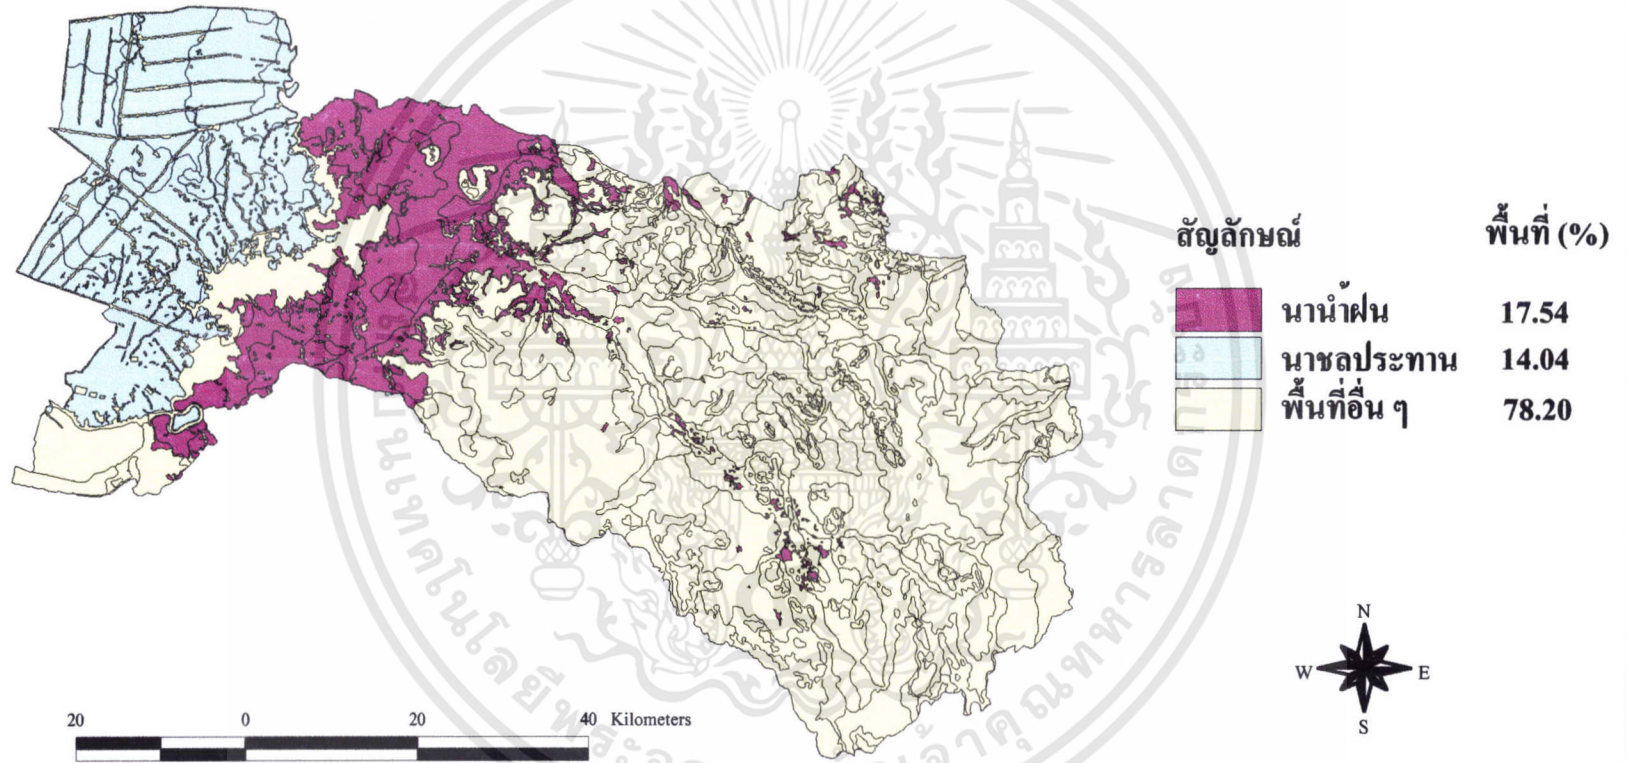 สัญลักษณ์ พื้นที่ (%)
นาน้ำฝน 17.54
นาชลประทาน 14.04
พื้นที่อื่น ๆ 78.20
N
W E
S
20 0 20 40 Kilometers